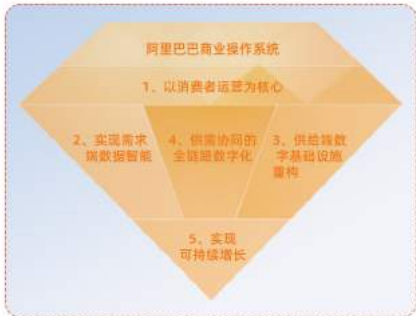 阿里巴巴商业操作系统
1、以消费者运营为核心
2、实现需求
端数据智能
4、供需协同的
全链路数字化
3、供给端数
字基础设施
重构
5、实现
可持续增长